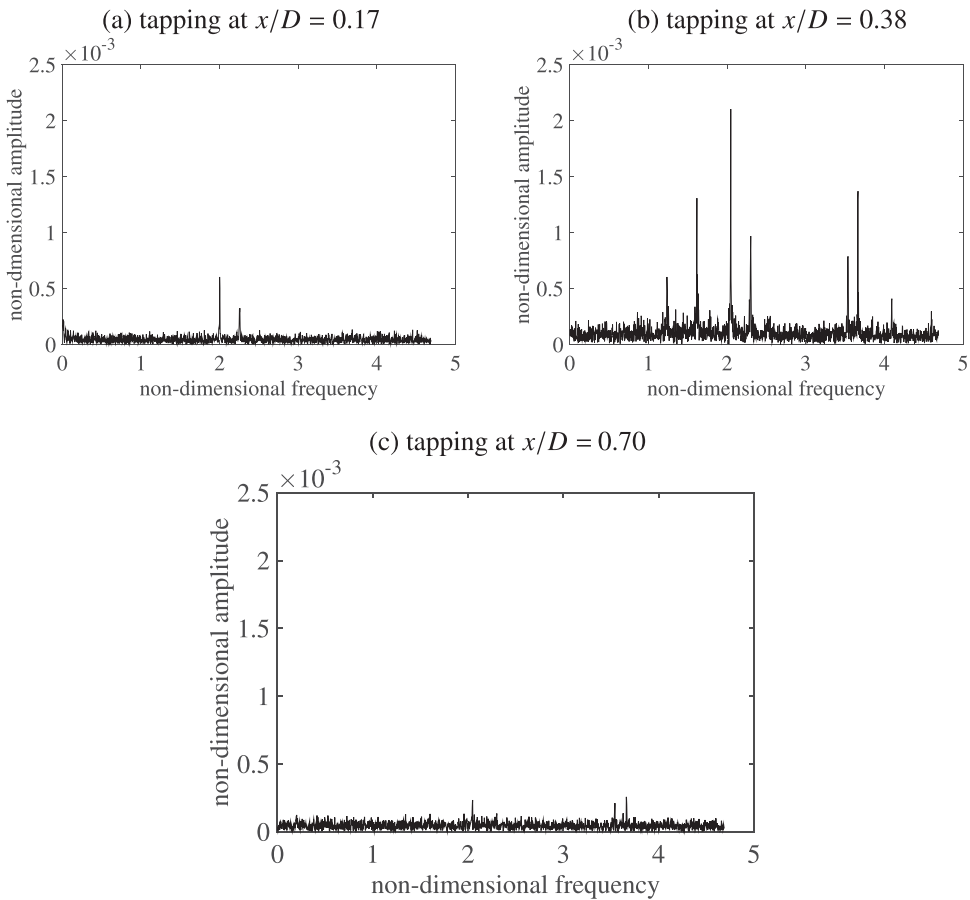 (a) tapping at x/D = 0.17
×10-3
2.5
2
1.5
1
0.5
0
0 1 2 3 4 5
non-dmensional amplitude
non-dimensional frequency
(b) tapping at x/D = 0.38
×10-3
2.5
2
1.5
1
0.5
0
0 1 2 3 4 5
non-dimensional amplitude
non-dimensional frequency
(c) tapping at x/D = 0.70
×10-3
2.5
2
1.5
1
0.5
0
0 1 2 3 4 5
non-dimensional amplitude
non-dimensional frequency